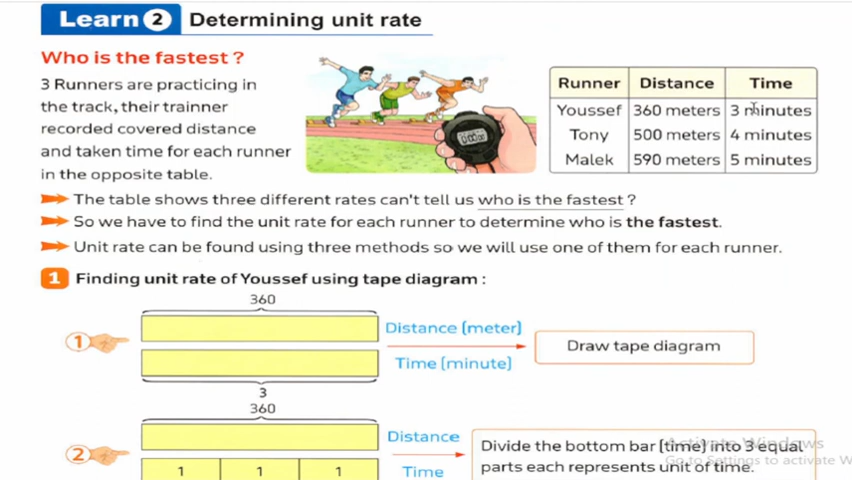 Learn 2 Determining unit rate
Who is the fastest ?
3 Runners are practicing in
the track, their trainner
recorded covered distance
and taken time for each runner
in the opposite table.
Runner Distance Time
Youssef 360 meters 3 minutes
Tony 500 meters 4 minutes
Malek 590 meters 5 minutes
The table shows three different rates can't tell us who is the fastest ?
So we have to find the unit rate for each runner to determine who is the fastest.
Unit rate can be found using three methods so we will use one of them for each runner.
1 Finding unit rate of Youssef using tape diagram :
360
1
Distance (meter)
Time (minute)
Draw tape diagram
3
360
2
Distance
1 1 1
Time
Divide the bottom bar (time) into 3 equal
parts each represents unit of time.
Activate Windows
Go to Settings to activate W